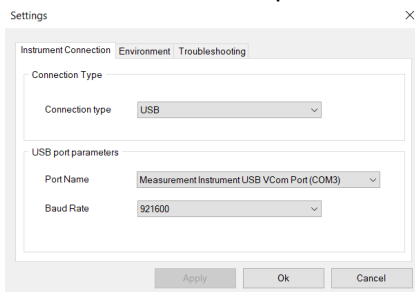 Settings
Instrument Connection Environment Troubleshooting
Connection Type
Connection type USB
USB port parameters
Port Name Measurement Instrument USB VCom Port (COM3)
Baud Rate 921600
Apply Ok Cancel